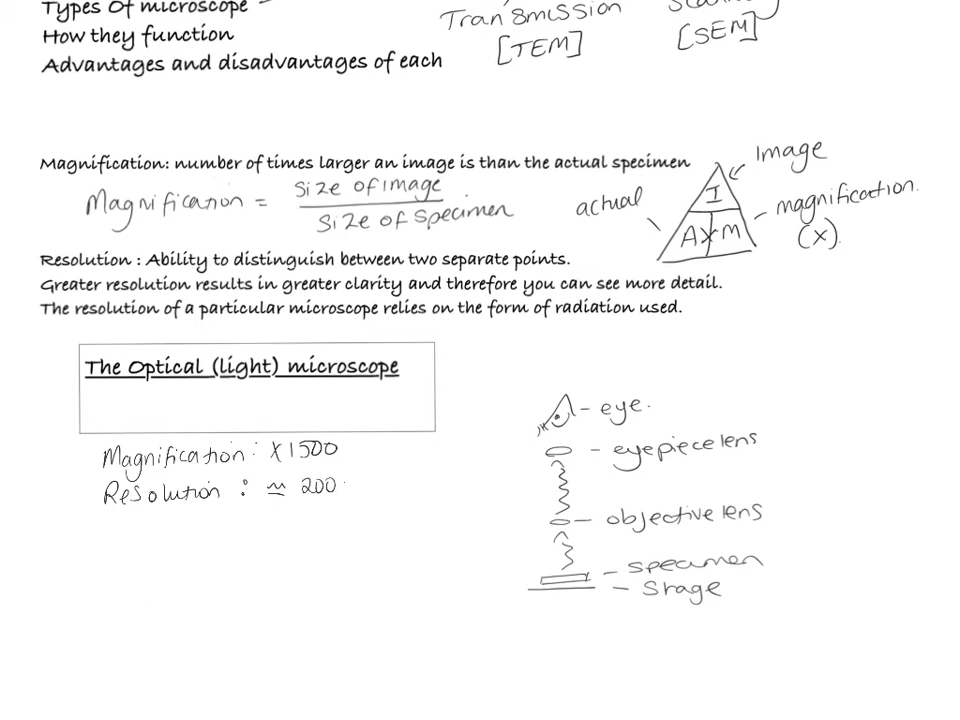 Types Of microscope
Transmission
How they function
[TEM]
[SEM]
Advantages and disadvantages of each
Magnification: number of times larger an image is than the actual specimen
Image
Magnification = Size of image / Size of specimen
actual
I
magnification.
A x M
(x).
Resolution : Ability to distinguish between two separate points.
Greater resolution results in greater clarity and therefore you can see more detail.
The resolution of a particular microscope relies on the form of radiation used.
The Optical (light) microscope
- eye.
Magnification: x 1500
- eyepiece lens
Resolution : ≃ 200
- objective lens
- specimen
- Stage